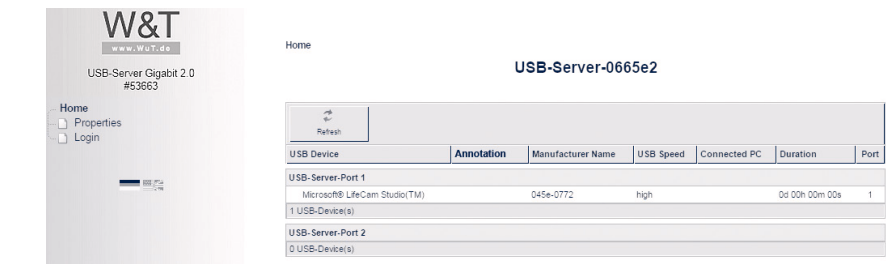 W&T
www.WuT.de
USB-Server Gigabit 2.0
#53663
Home
Properties
Login
Home
USB-Server-0665e2
Refresh
USB Device Annotation Manufacturer Name USB Speed Connected PC Duration Port
USB-Server-Port 1
Microsoft® LifeCam Studio(TM) 045e-0772 high 0d 00h 00m 00s 1
1 USB-Device(s)
USB-Server-Port 2
0 USB-Device(s)